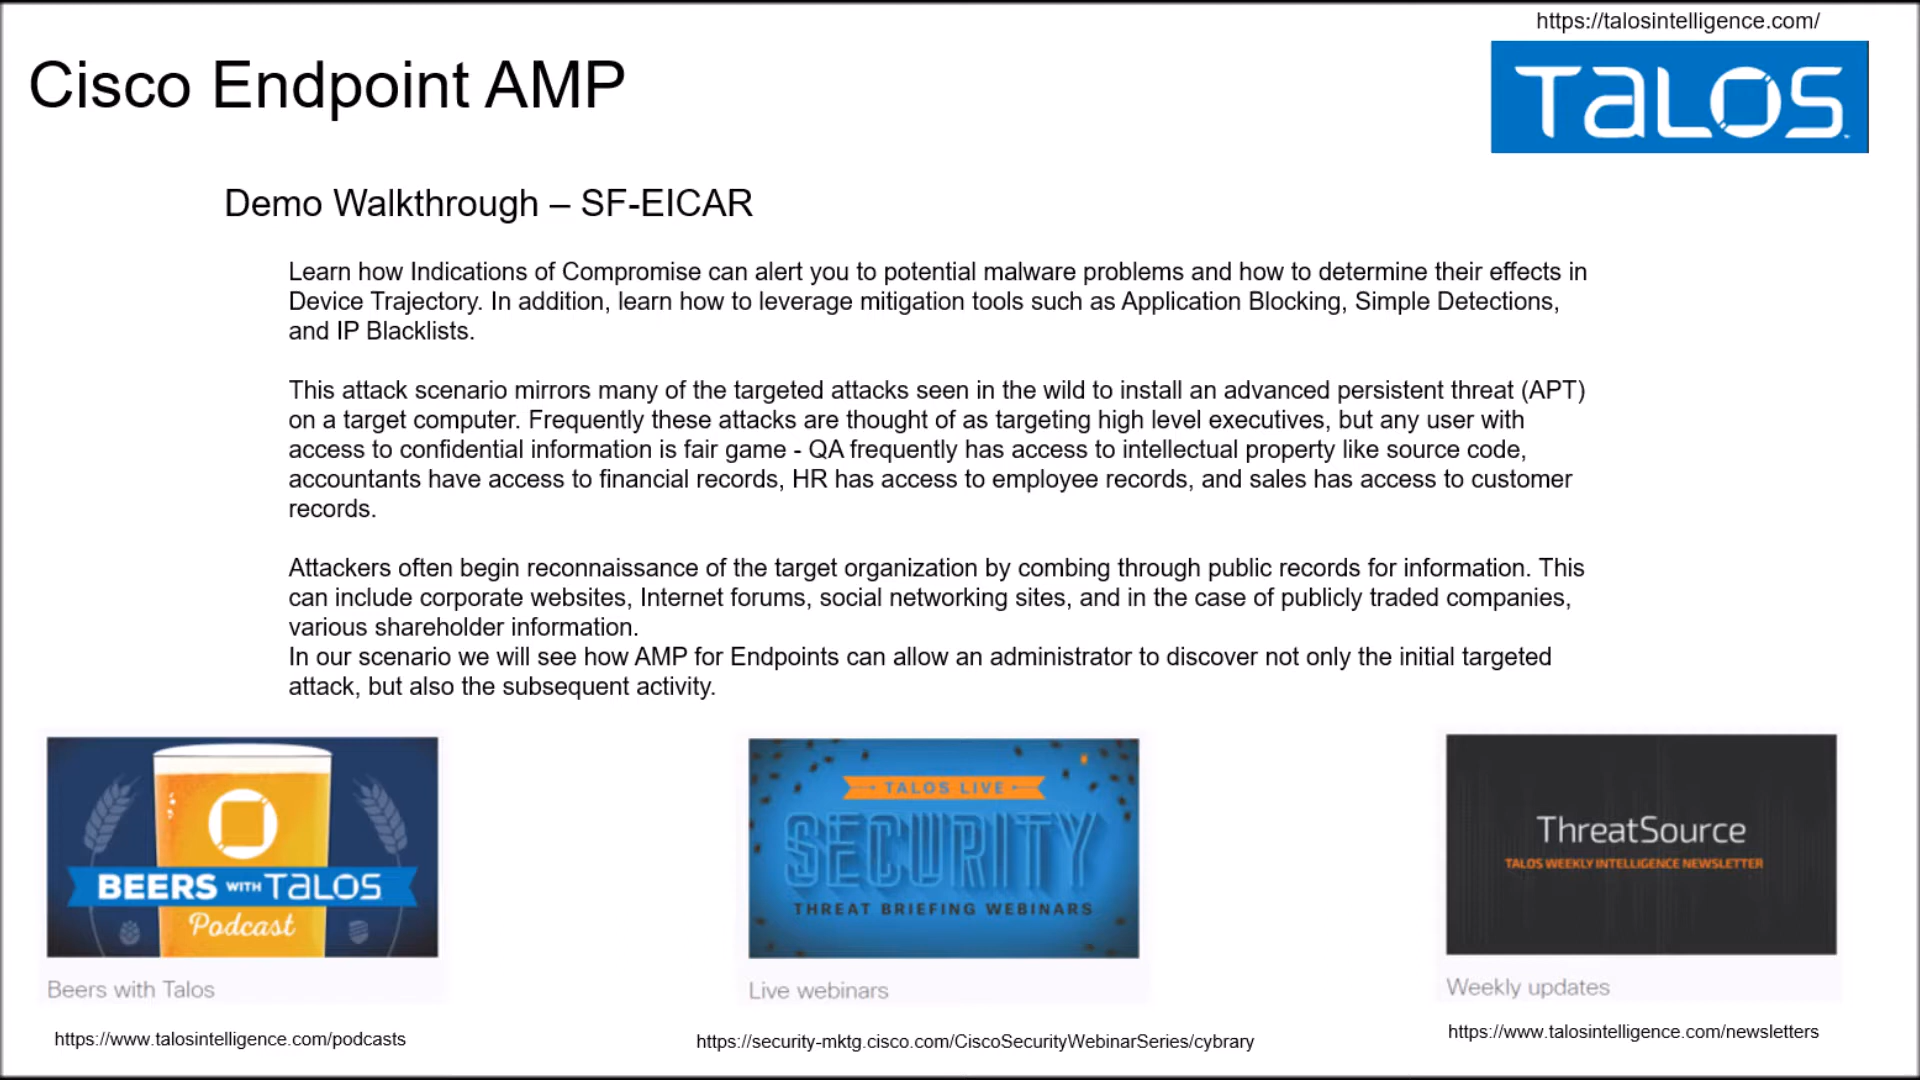 https://talosintelligence.com/
Cisco Endpoint AMP
TaLOS
Demo Walkthrough – SF-EICAR
Learn how Indications of Compromise can alert you to potential malware problems and how to determine their effects in
Device Trajectory. In addition, learn how to leverage mitigation tools such as Application Blocking, Simple Detections,
and IP Blacklists.
This attack scenario mirrors many of the targeted attacks seen in the wild to install an advanced persistent threat (APT)
on a target computer. Frequently these attacks are thought of as targeting high level executives, but any user with
access to confidential information is fair game - QA frequently has access to intellectual property like source code,
accountants have access to financial records, HR has access to employee records, and sales has access to customer
records.
Attackers often begin reconnaissance of the target organization by combing through public records for information. This
can include corporate websites, Internet forums, social networking sites, and in the case of publicly traded companies,
various shareholder information.
In our scenario we will see how AMP for Endpoints can allow an administrator to discover not only the initial targeted
attack, but also the subsequent activity.
BEERS WITH TaLOS
Podcast
Beers with Talos
https://www.talosintelligence.com/podcasts
TALOS LIVE
SECURITY
THREAT BRIEFING WEBINARS
Live webinars
https://security-mktg.cisco.com/CiscoSecurityWebinarSeries/cybrary
ThreatSource
TALOS WEEKLY INTELLIGENCE NEWSLETTER
Weekly updates
https://www.talosintelligence.com/newsletters